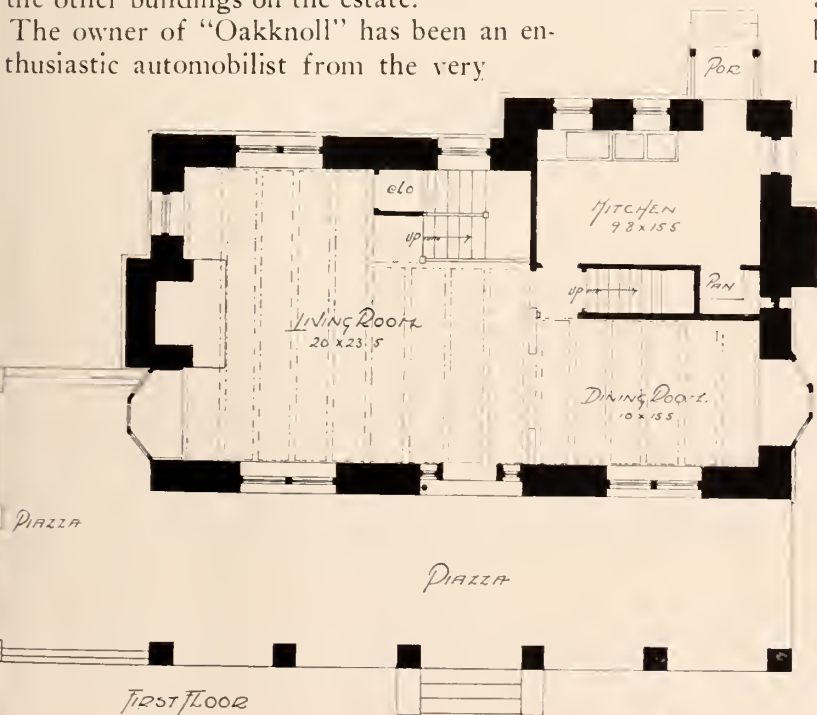 the other buildings on the estate.
The owner of “Oakknoll” has been an en-
thusiastic automobilist from the very
POR
clo
UP
KITCHEN
9 8 x 15 5
UP
PAN
LIVING ROOM
20 x 23.5
DINING ROOM
10 x 15 5
PIAZZA
PIAZZA
FIRST FLOOR